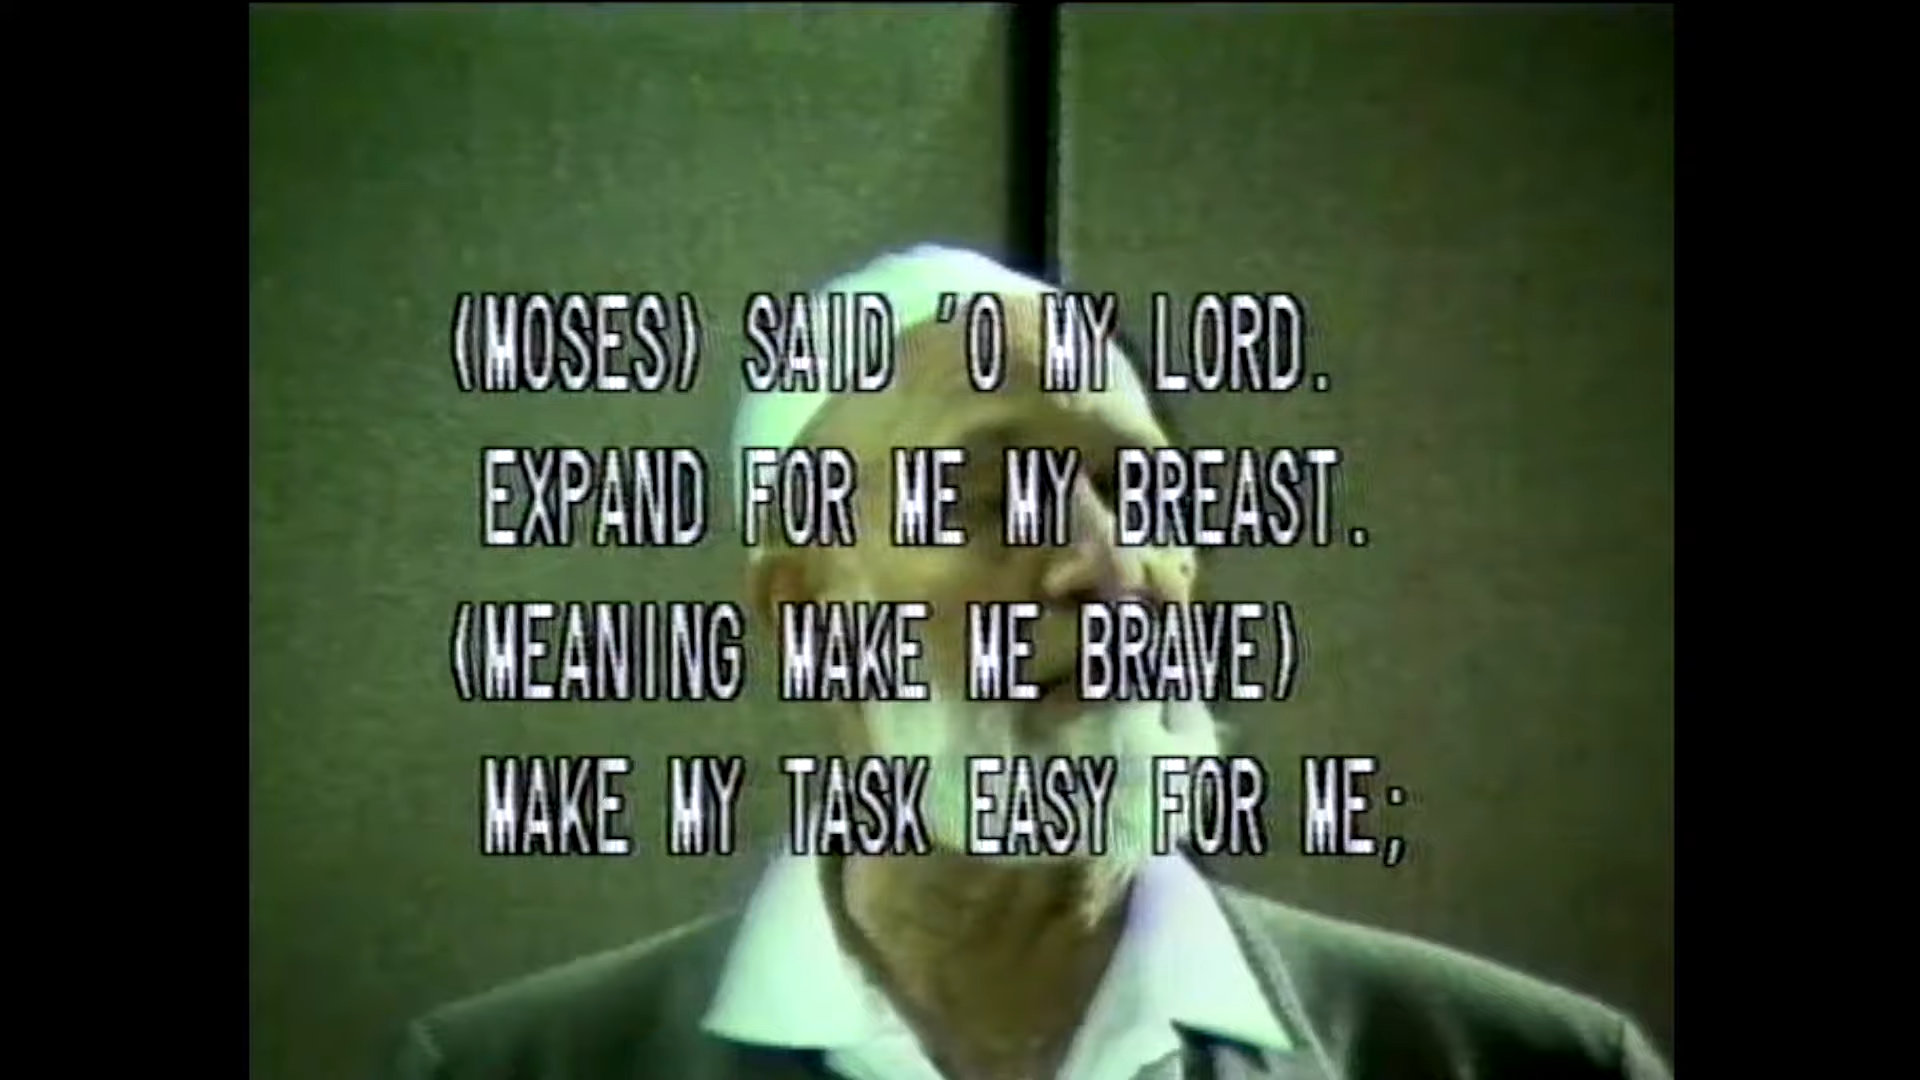 (MOSES) SAID 'O MY LORD.
EXPAND FOR ME MY BREAST.
(MEANING MAKE ME BRAVE)
MAKE MY TASK EASY FOR ME;